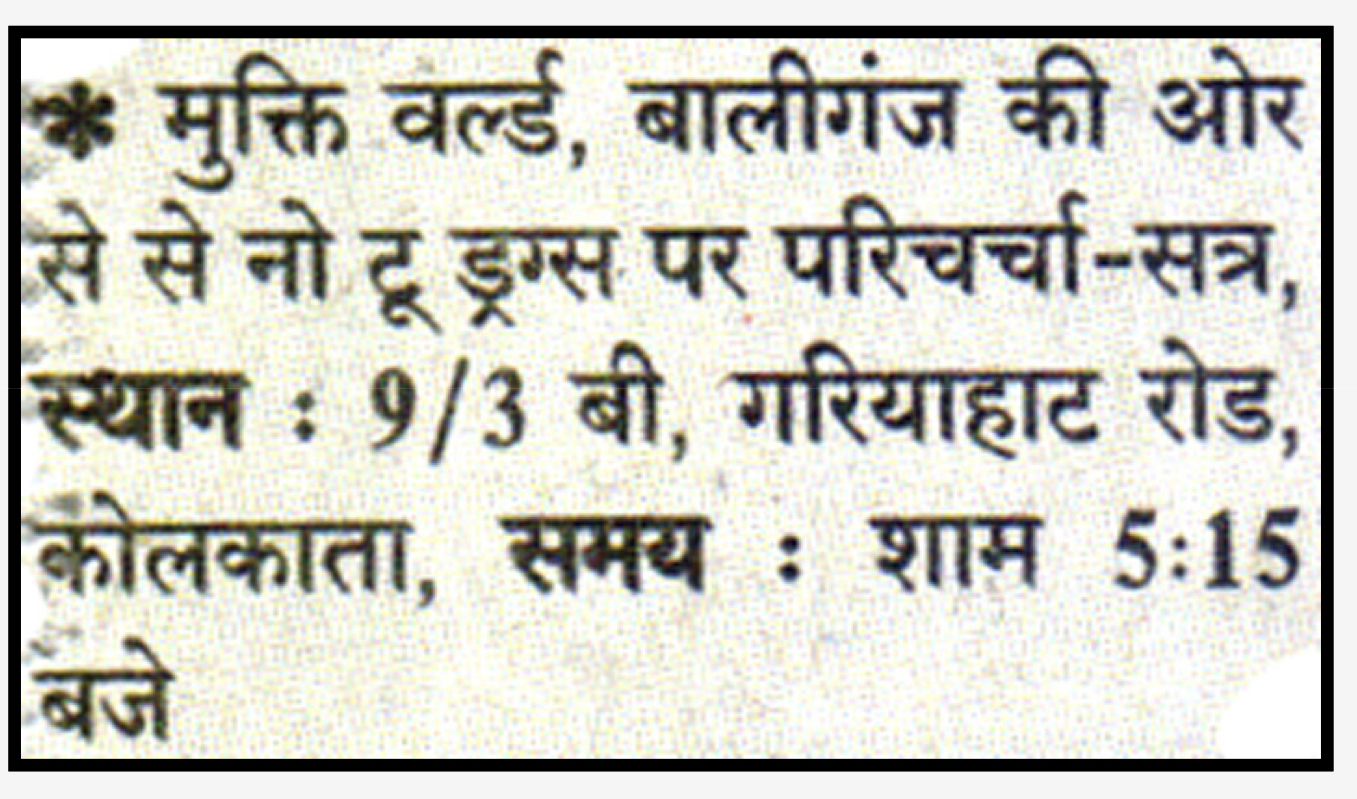 * मुक्ति वर्ल्ड, बालीगंज की ओर
से से नो टू ड्रग्स पर परिचर्चा-सत्र,
स्थान : 9/3 बी, गरियाहाट रोड,
कोलकाता, समय : शाम 5:15
बजे